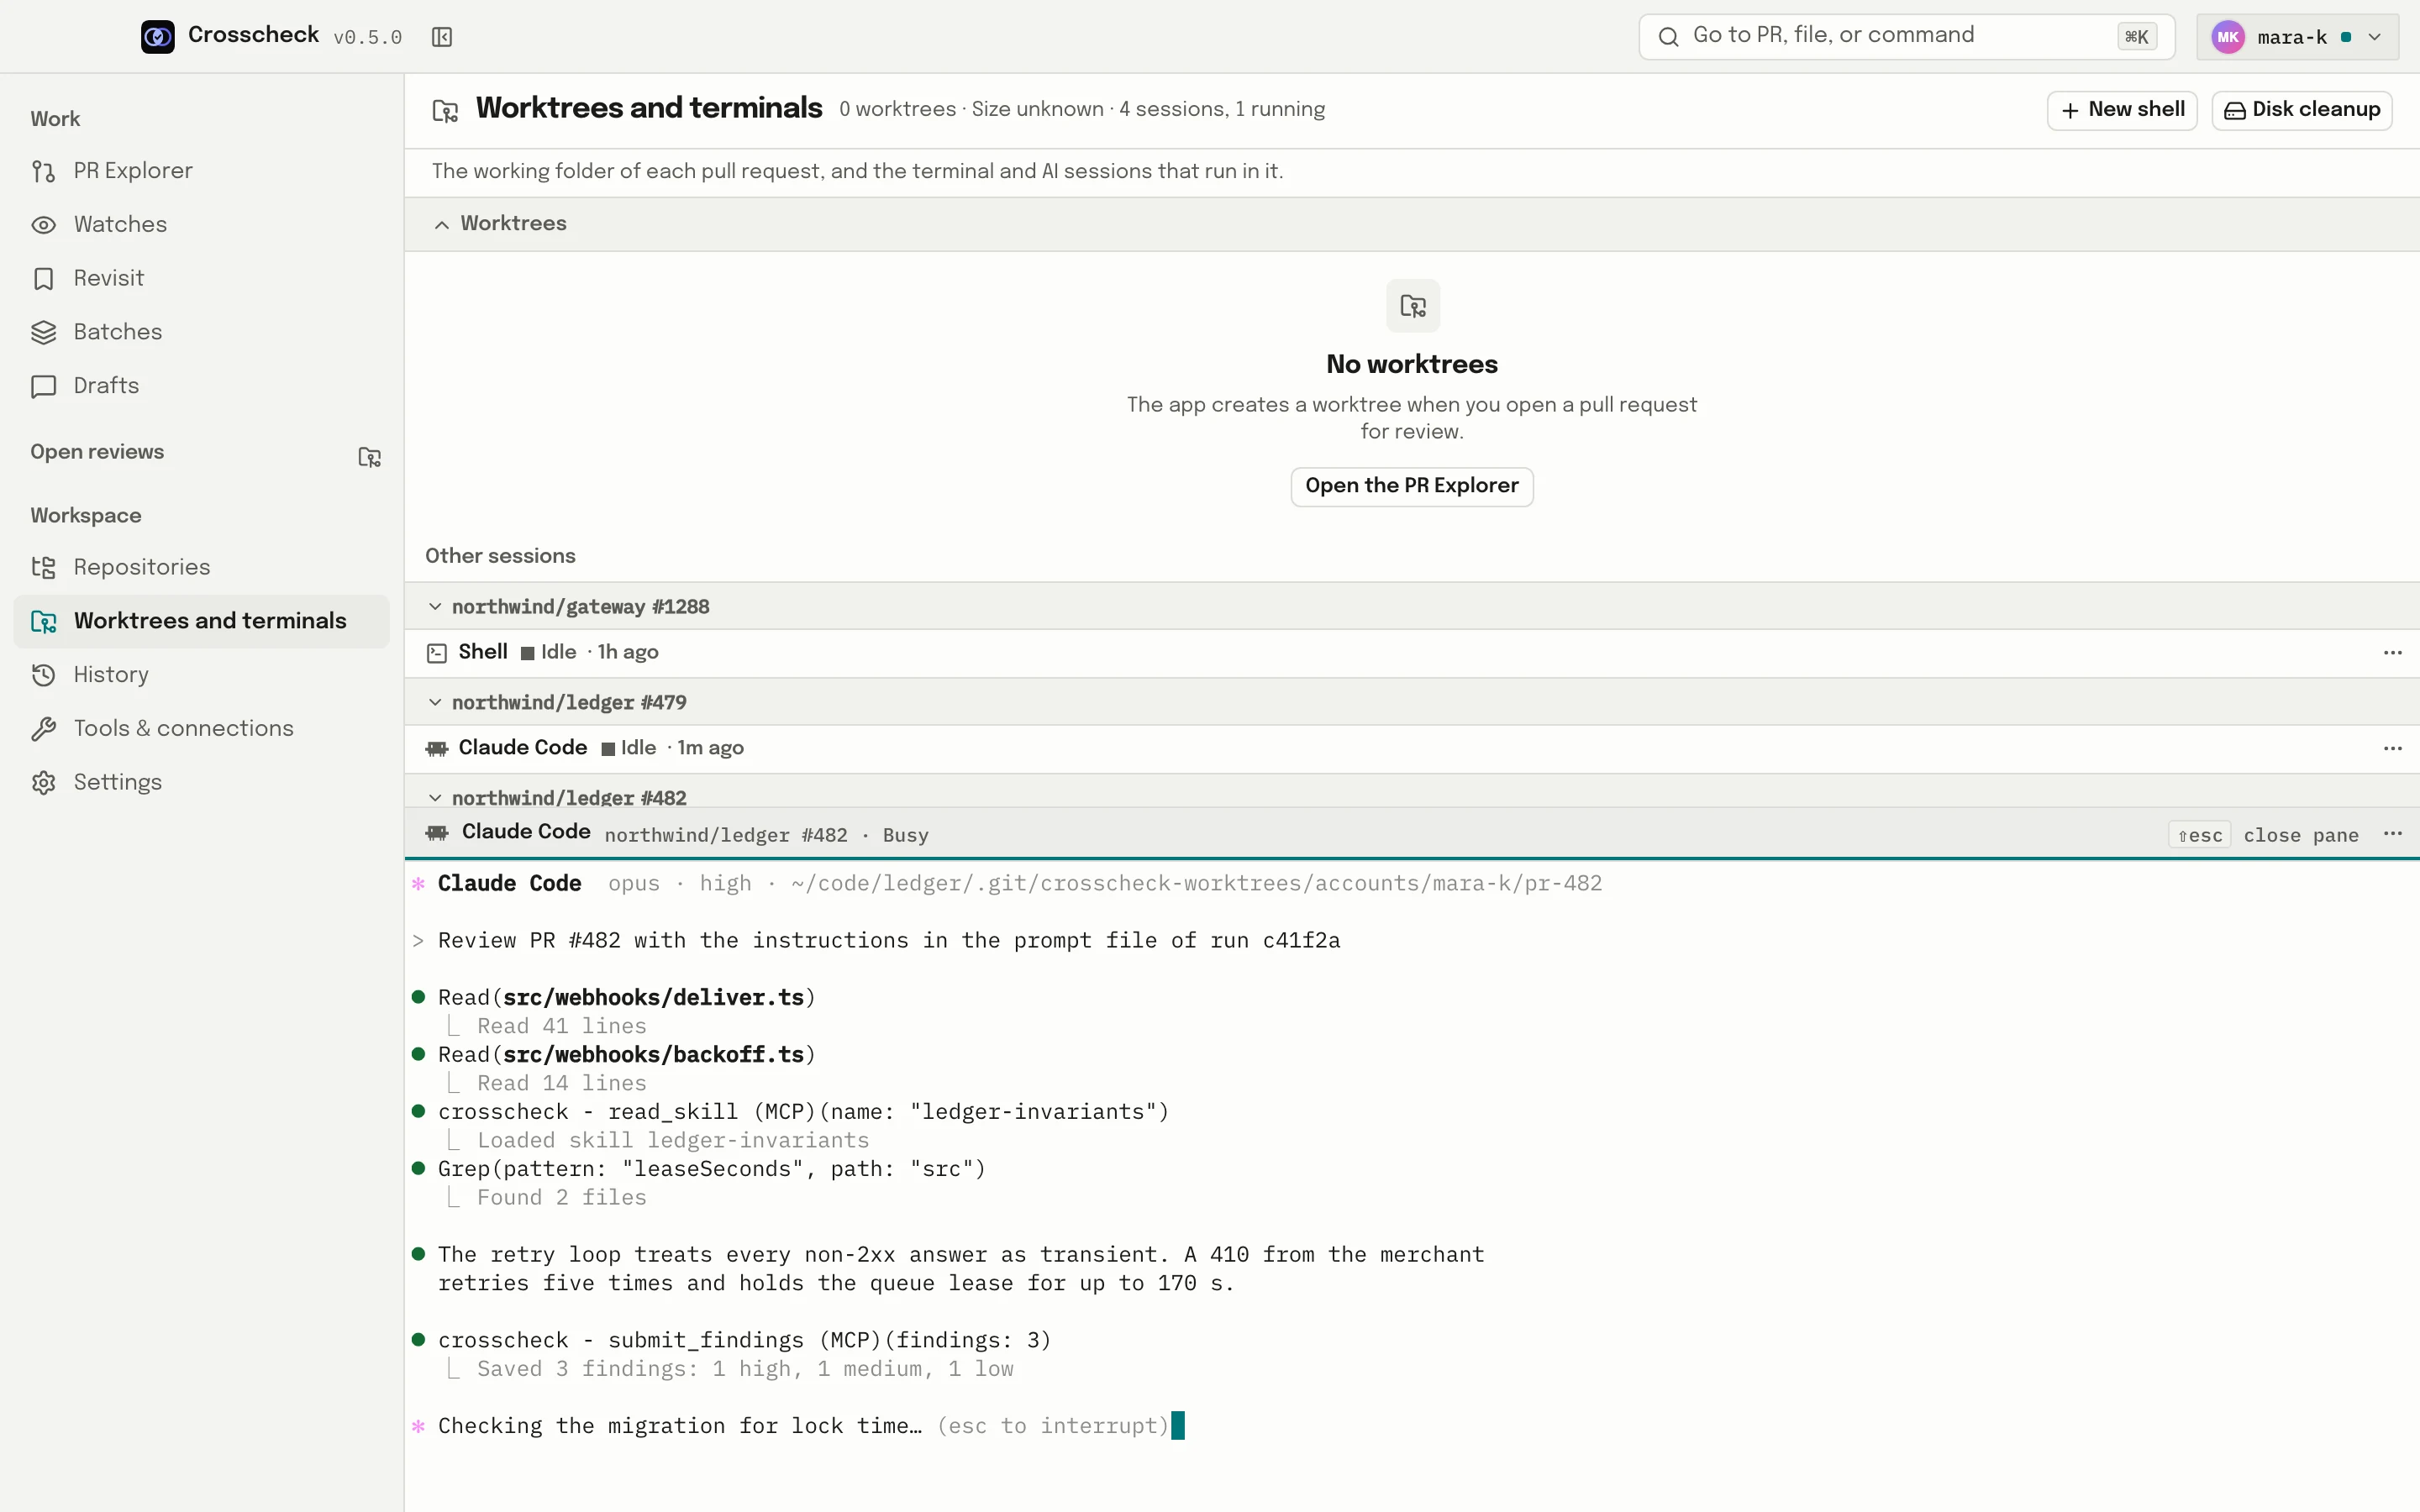 Crosscheck v0.5.0
Go to PR, file, or command ⌘K
MK mara-k
Work
PR Explorer
Watches
Revisit
Batches
Drafts
Open reviews
Workspace
Repositories
Worktrees and terminals
History
Tools & connections
Settings
Worktrees and terminals 0 worktrees · Size unknown · 4 sessions, 1 running
+ New shell
Disk cleanup
The working folder of each pull request, and the terminal and AI sessions that run in it.
Worktrees
No worktrees
The app creates a worktree when you open a pull request
for review.
Open the PR Explorer
Other sessions
northwind/gateway #1288
Shell Idle · 1h ago
northwind/ledger #479
Claude Code Idle · 1m ago
northwind/ledger #482
Claude Code northwind/ledger #482 · Busy
⇧esc close pane
* Claude Code opus · high · ~/code/ledger/.git/crosscheck-worktrees/accounts/mara-k/pr-482
> Review PR #482 with the instructions in the prompt file of run c41f2a
● Read(src/webhooks/deliver.ts)
⎿ Read 41 lines
● Read(src/webhooks/backoff.ts)
⎿ Read 14 lines
● crosscheck - read_skill (MCP)(name: "ledger-invariants")
⎿ Loaded skill ledger-invariants
● Grep(pattern: "leaseSeconds", path: "src")
⎿ Found 2 files
● The retry loop treats every non-2xx answer as transient. A 410 from the merchant
retries five times and holds the queue lease for up to 170 s.
● crosscheck - submit_findings (MCP)(findings: 3)
⎿ Saved 3 findings: 1 high, 1 medium, 1 low
* Checking the migration for lock time… (esc to interrupt)